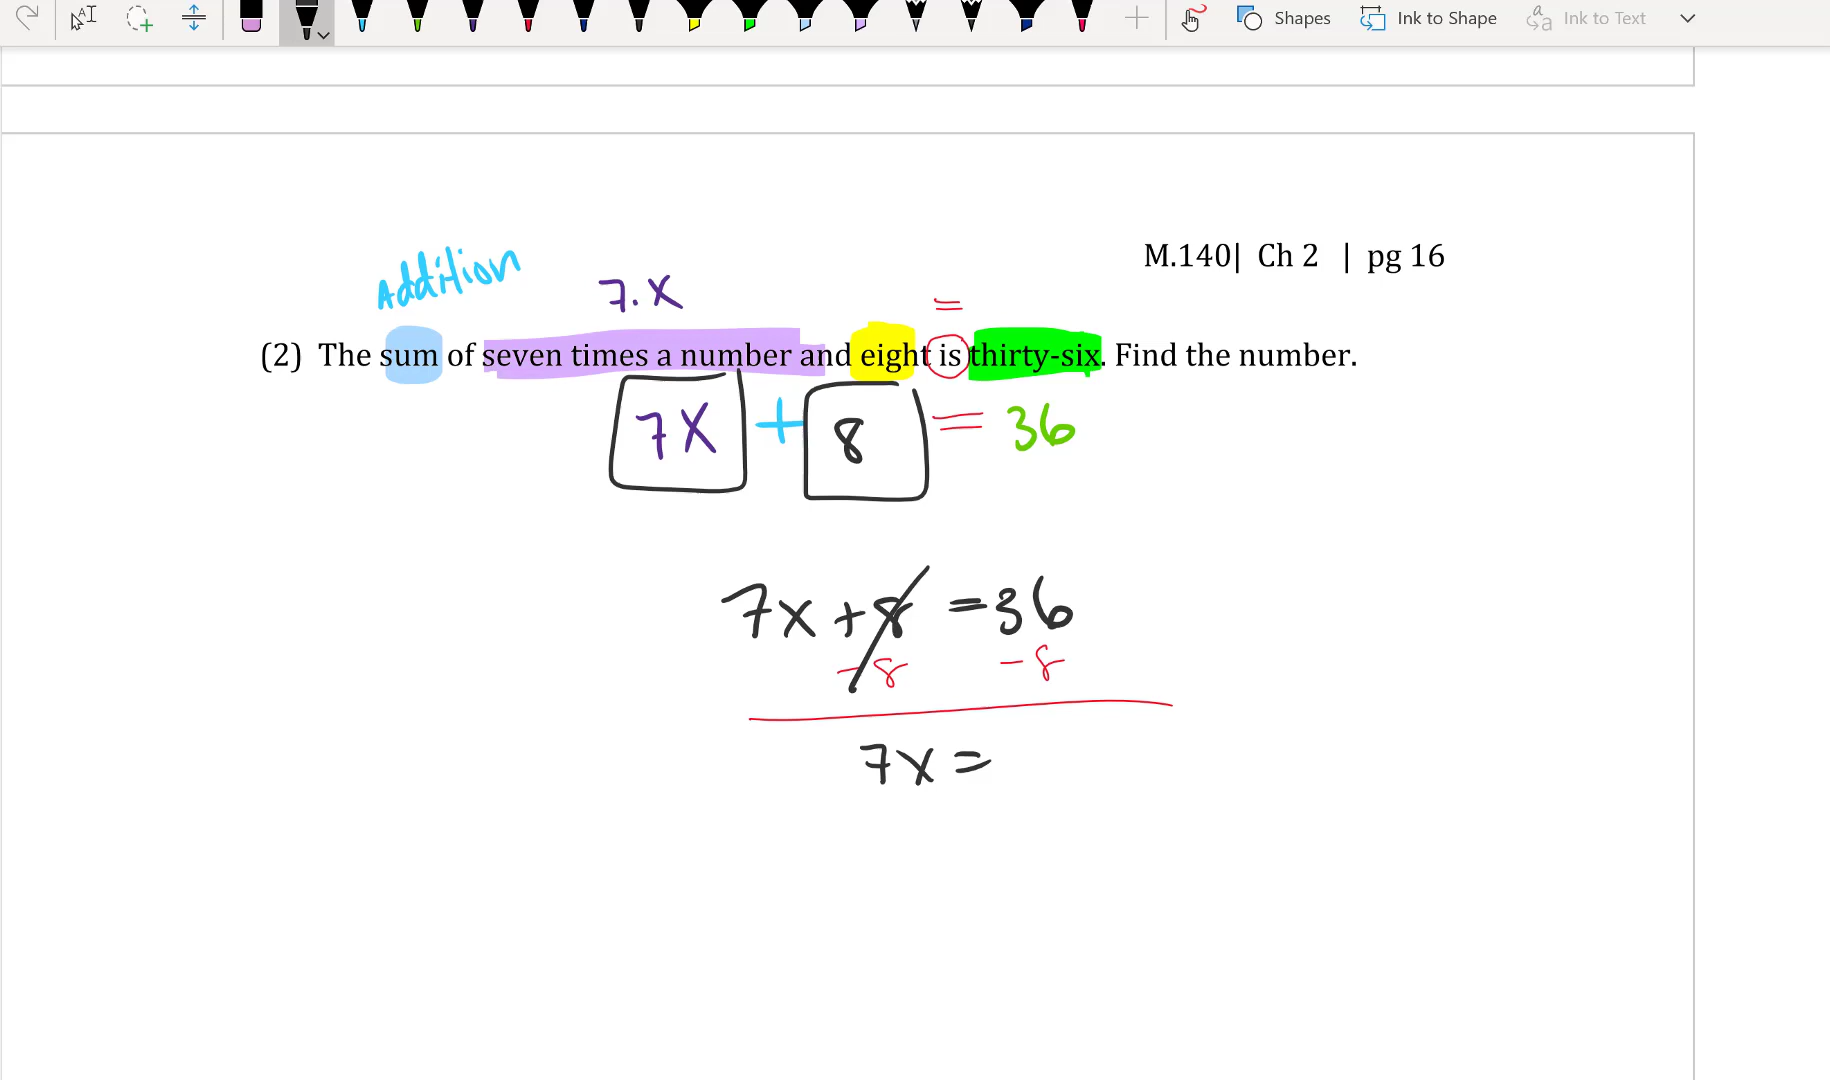 Shapes Ink to Shape Ink to Text
M.140| Ch 2 | pg 16
Addition 7.X =
(2) The sum of seven times a number and eight is thirty-six. Find the number.
7X + 8 = 36
7x + 8 = 36
- 8 - 8
7x =